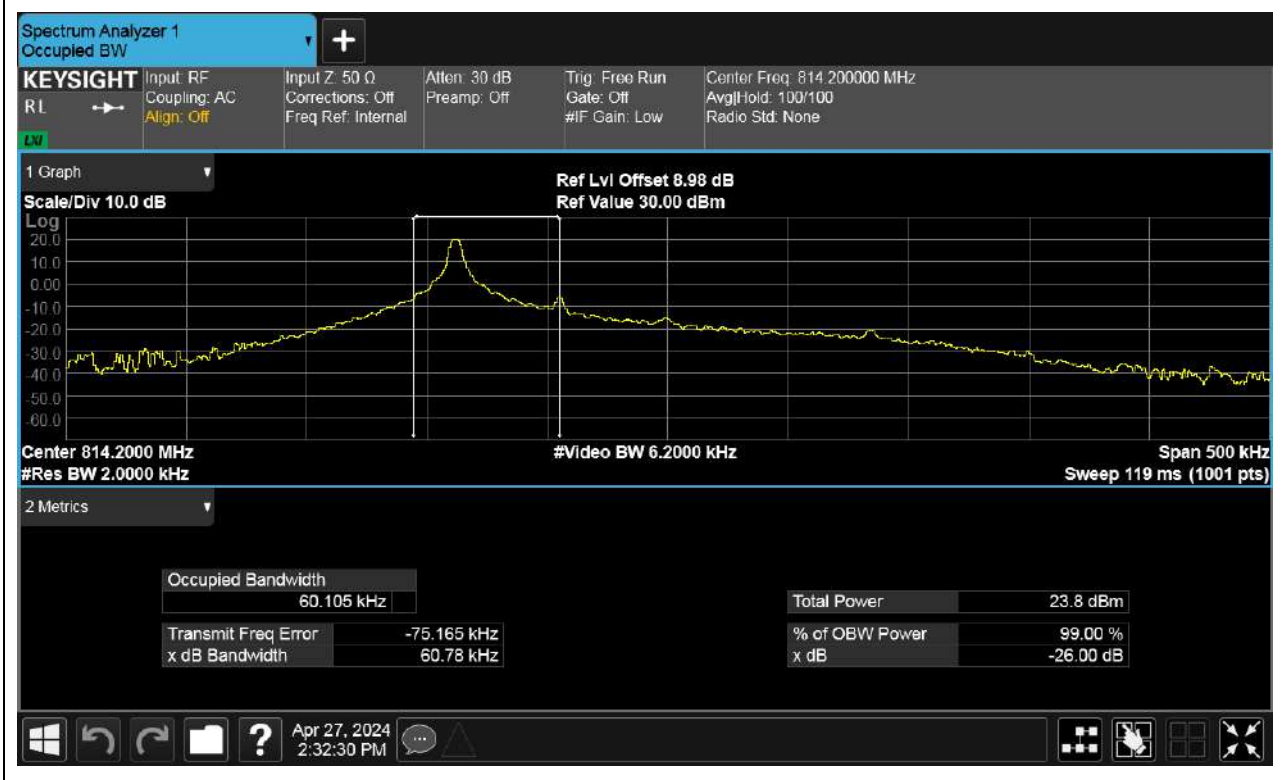 Spectrum Analyzer 1
Occupied BW
+
KEYSIGHT
RL
LXI
Input: RF
Coupling: AC
Align: Off
Input Z: 50 Ω
Corrections: Off
Freq Ref: Internal
Atten: 30 dB
Preamp: Off
Trig: Free Run
Gate: Off
#IF Gain: Low
Center Freq: 814.200000 MHz
Avg|Hold: 100/100
Radio Std: None
1 Graph
Scale/Div 10.0 dB
Ref Lvl Offset 8.98 dB
Ref Value 30.00 dBm
Log
20.0
10.0
0.00
-10.0
-20.0
-30.0
-40.0
-50.0
-60.0
Center 814.2000 MHz
#Res BW 2.0000 kHz
#Video BW 6.2000 kHz
Span 500 kHz
Sweep 119 ms (1001 pts)
2 Metrics
Occupied Bandwidth
60.105 kHz
Transmit Freq Error -75.165 kHz
x dB Bandwidth 60.78 kHz
Total Power 23.8 dBm
% of OBW Power 99.00 %
x dB -26.00 dB
?
Apr 27, 2024
2:32:30 PM